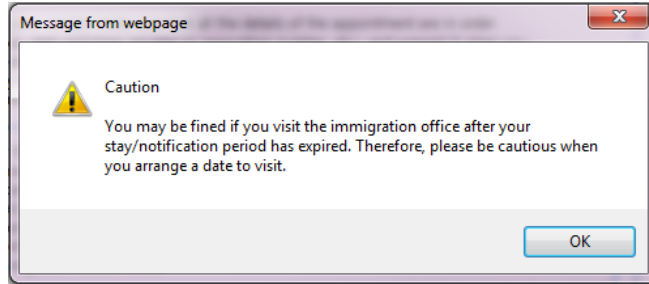 Message from webpage
Caution
You may be fined if you visit the immigration office after your
stay/notification period has expired. Therefore, please be cautious when
you arrange a date to visit.
OK